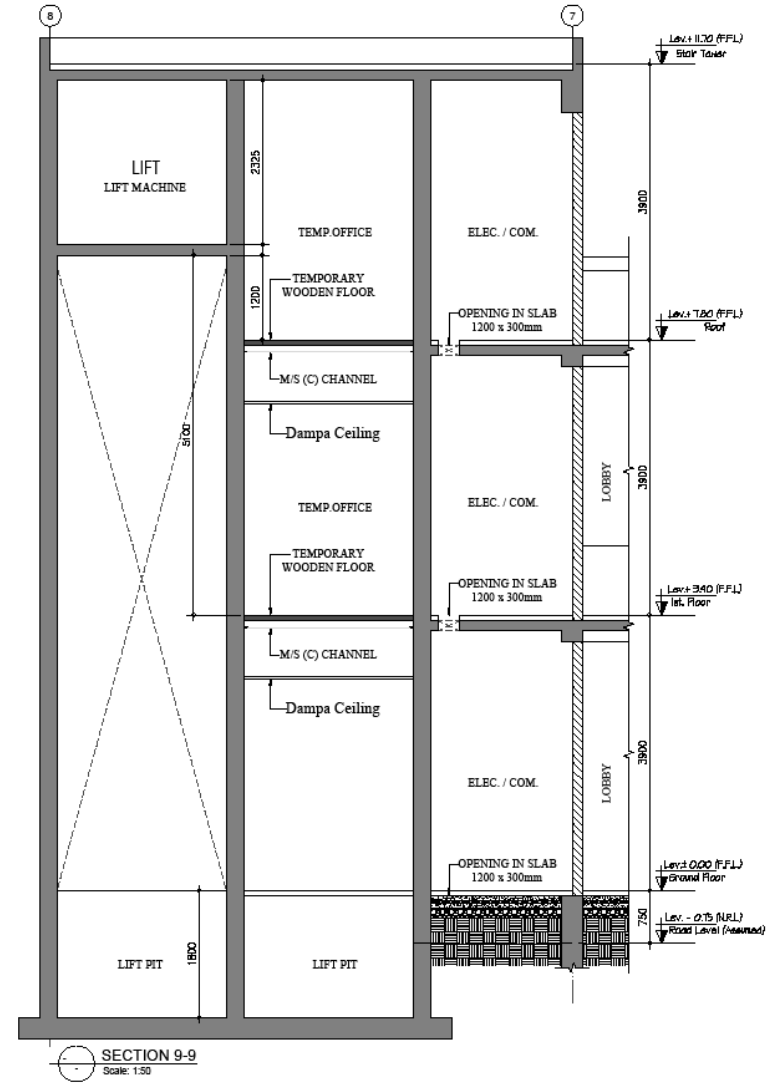 8
7
Lev.+ 11.70 (F.F.L.)
Stair Tower
LIFT
LIFT MACHINE
2325
3900
TEMP.OFFICE
ELEC. / COM.
TEMPORARY
WOODEN FLOOR
1200
OPENING IN SLAB
1200 x 300mm
Lev.+ 7.80 (F.F.L.)
Roof
M/S (C) CHANNEL
Dampa Ceiling
5100
3900
LOBBY
TEMP.OFFICE
ELEC. / COM.
TEMPORARY
WOODEN FLOOR
OPENING IN SLAB
1200 x 300mm
Lev.+ 3.90 (F.F.L.)
1st. Floor
M/S (C) CHANNEL
Dampa Ceiling
3900
LOBBY
ELEC. / COM.
OPENING IN SLAB
1200 x 300mm
Lev.± 0.00 (F.F.L.)
Ground Floor
750
Lev. - 0.75 (N.R.L.)
Road Level (Assumed)
1800
LIFT PIT
LIFT PIT
SECTION 9-9
Scale: 1:50